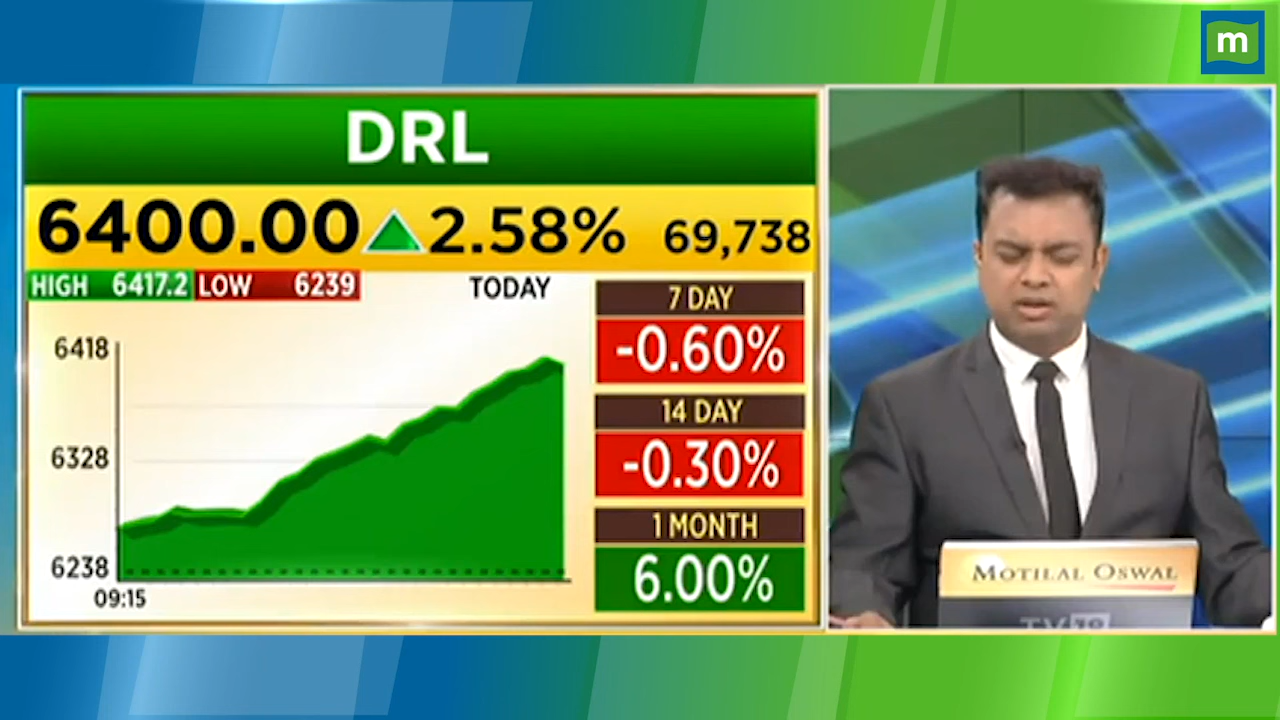 m
DRL
6400.00 2.58% 69,738
HIGH 6417.2 LOW 6239 TODAY
6418
6328
6238
09:15
7 DAY
-0.60%
14 DAY
-0.30%
1 MONTH
6.00%
MOTILAL OSWAL
TV18